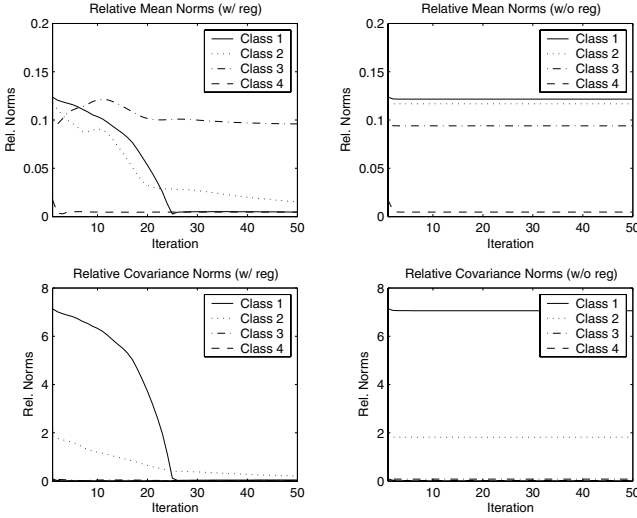 Relative Mean Norms (w/ reg)
0.2
0.15
0.1
0.05
0
Rel. Norms
10
20
30
40
50
Iteration
Class 1
Class 2
Class 3
Class 4
Relative Mean Norms (w/o reg)
0.2
0.15
0.1
0.05
0
Rel. Norms
10
20
30
40
50
Iteration
Class 1
Class 2
Class 3
Class 4
Relative Covariance Norms (w/ reg)
8
6
4
2
0
Rel. Norms
10
20
30
40
50
Iteration
Class 1
Class 2
Class 3
Class 4
Relative Covariance Norms (w/o reg)
8
6
4
2
0
Rel. Norms
10
20
30
40
50
Iteration
Class 1
Class 2
Class 3
Class 4